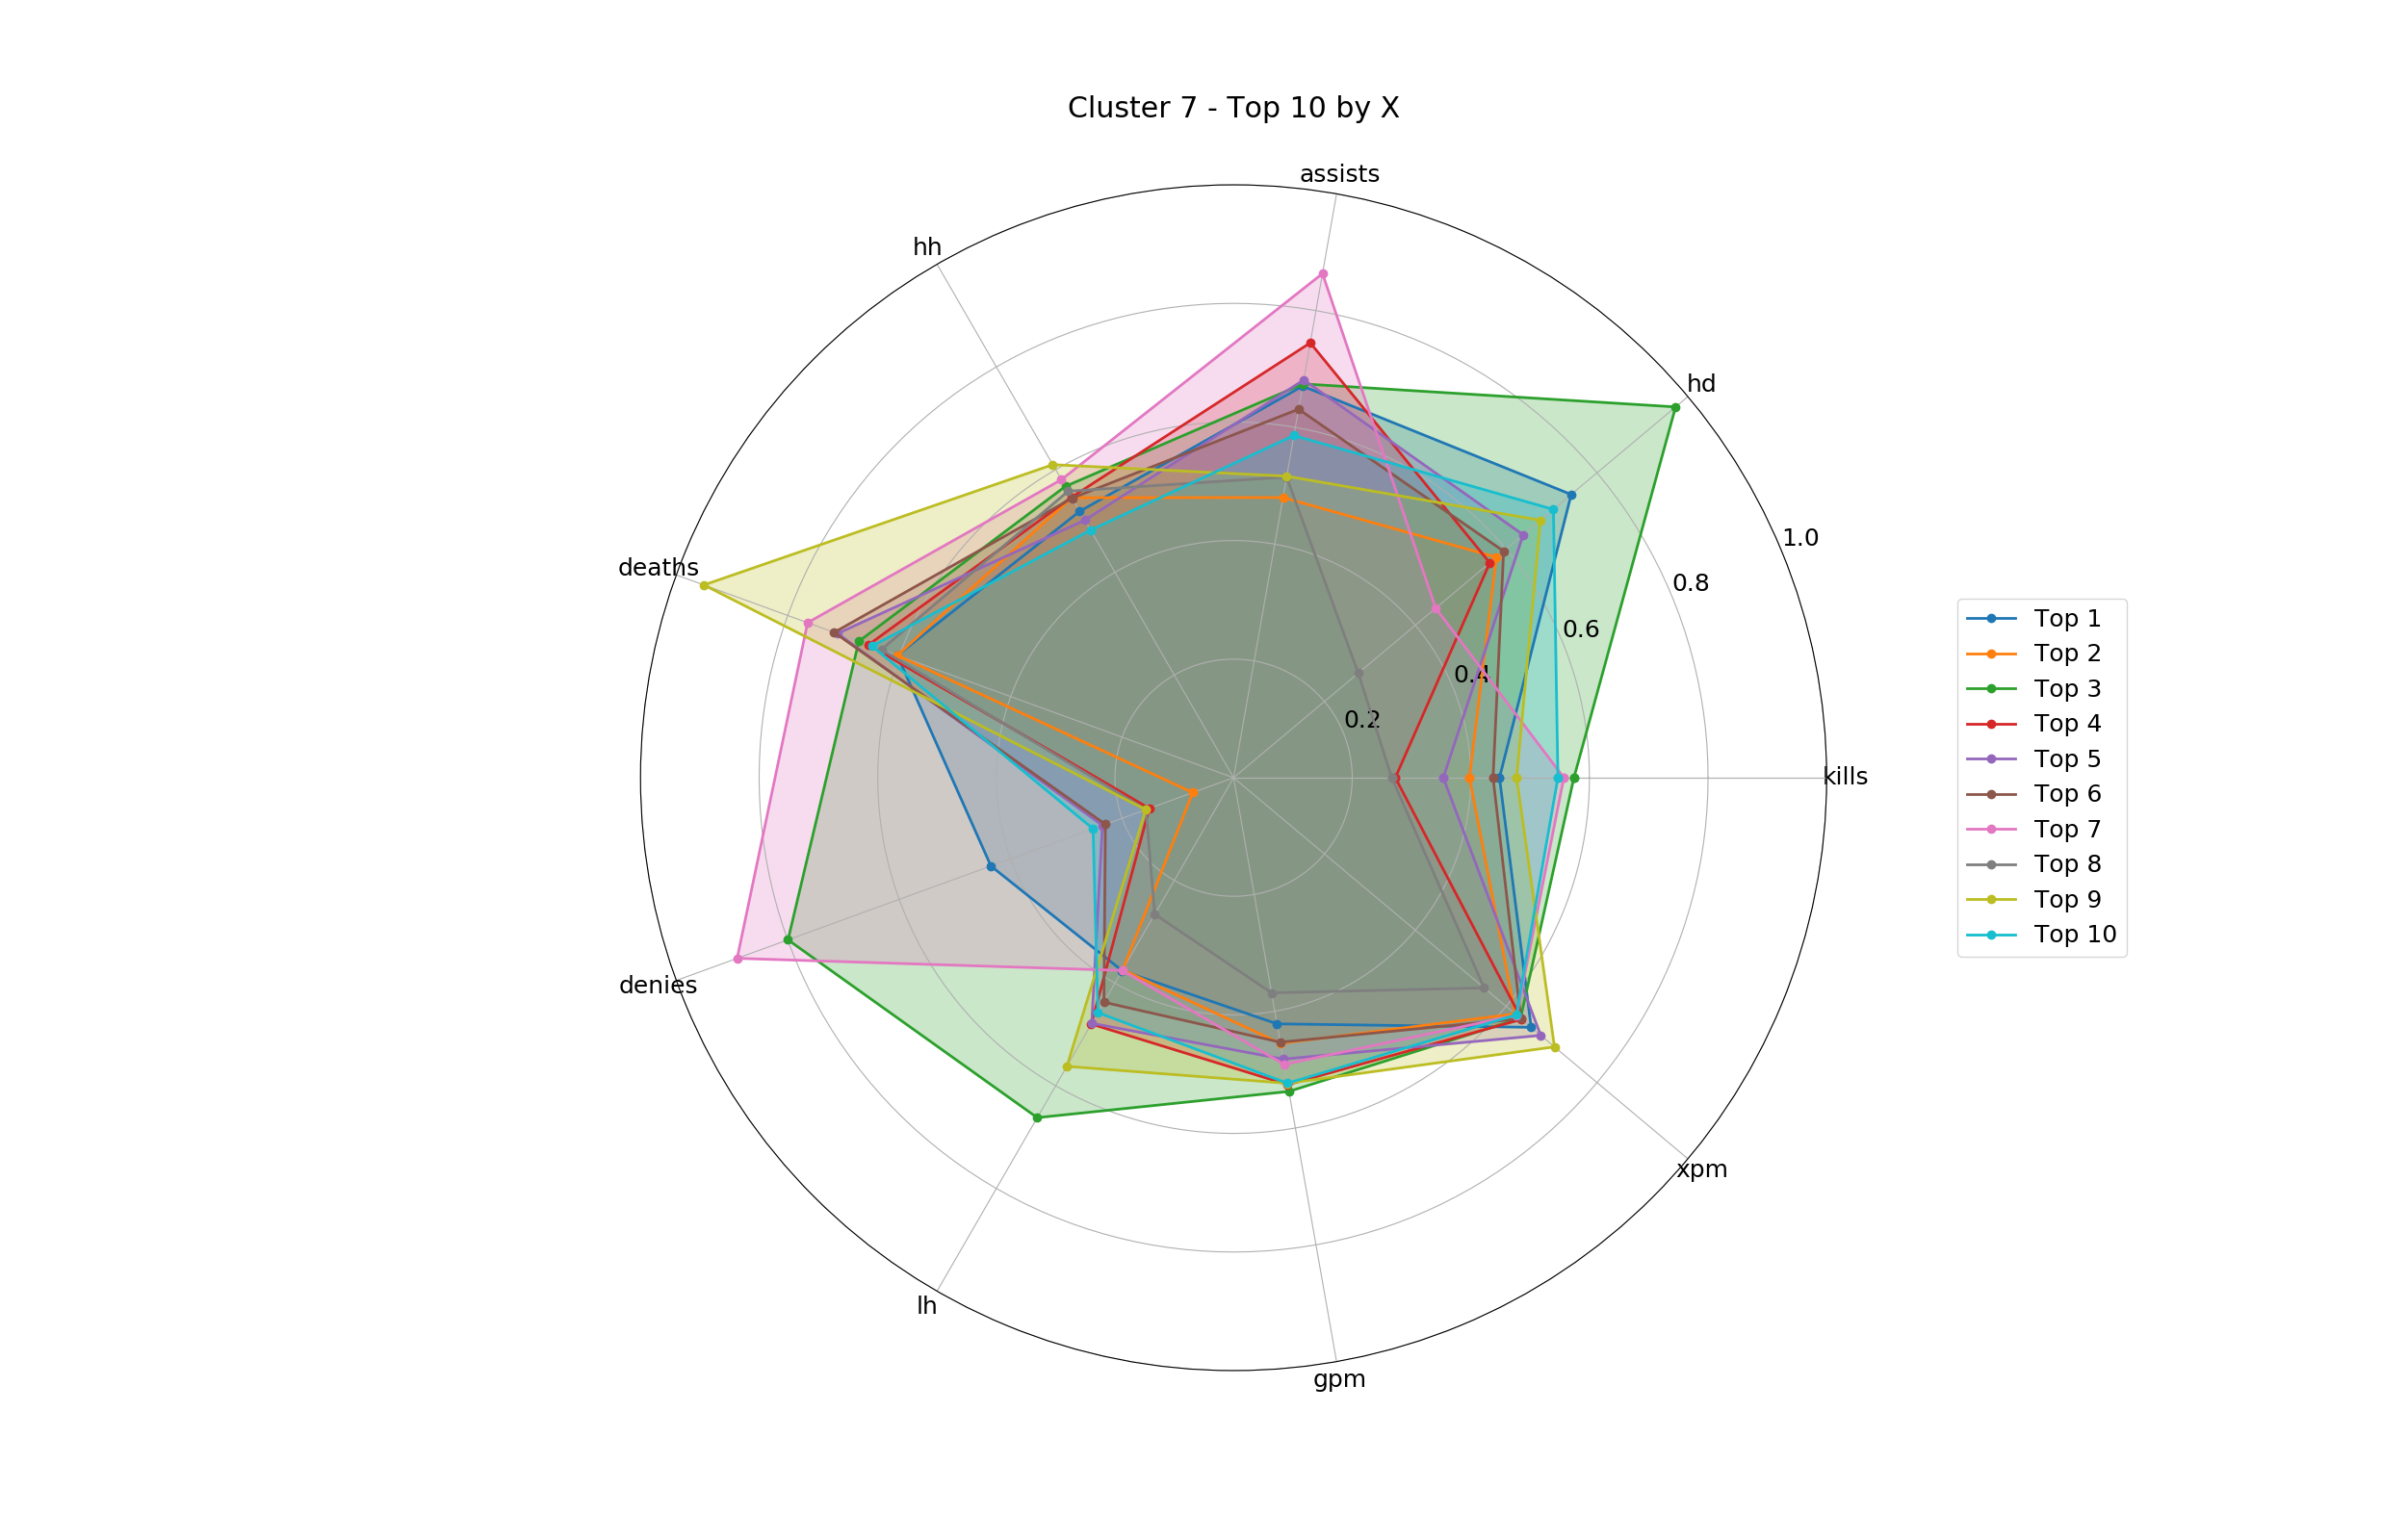 Cluster 7 - Top 10 by X
assists
hh
hd
1.0
deaths
0.8
0.6
0.4
0.2
kills
denies
xpm
lh
gpm
Top 1
Top 2
Top 3
Top 4
Top 5
Top 6
Top 7
Top 8
Top 9
Top 10